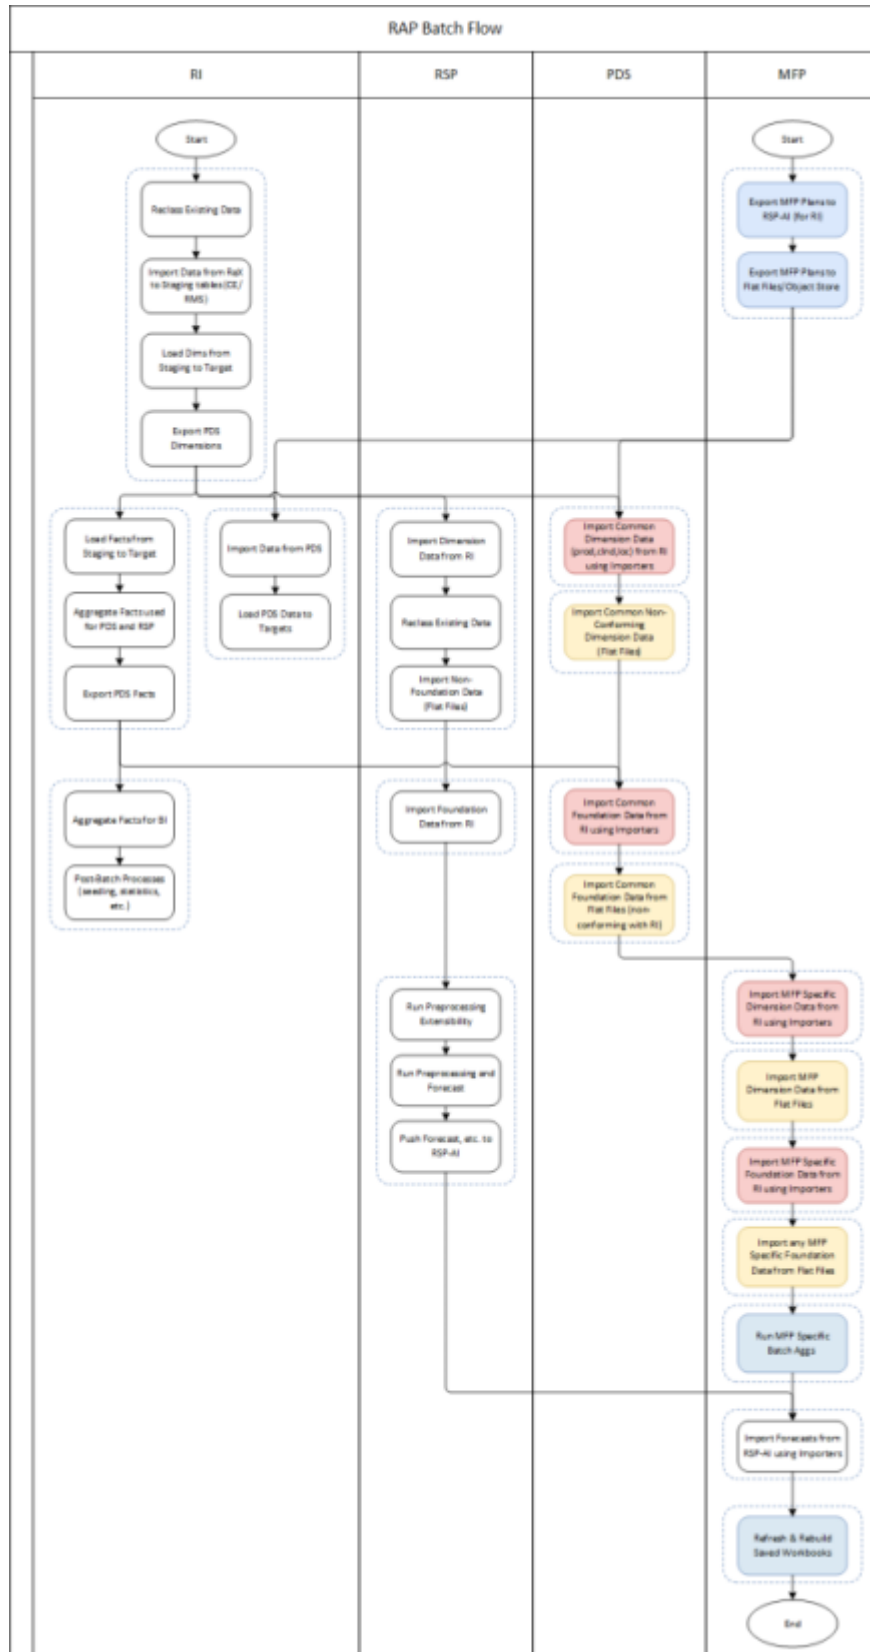 RAP Batch Flow
RI
RSP
PDS
MFP
Start
Reclass Existing Data
Import Data from RaX
to Staging tables (CE/
RMS)
Load Dims from
Staging to Target
Export PDS
Dimensions
Load Facts from
Staging to Target
Aggregate Facts used
for PDS and RSP
Export PDS Facts
Import Data from PDS
Load PDS Data to
Targets
Aggregate Facts for BI
Post-Batch Processes
(seeding, statistics,
etc.)
Import Dimension
Data from RI
Reclass Existing Data
Import Non-
Foundation Data
(Flat Files)
Import Foundation
Data from RI
Run Preprocessing
Extensibility
Run Preprocessing and
Forecast
Push Forecast, etc. to
RSP-AI
Import Common
Dimension Data
(prod,clnd,loc) from RI
using Importers
Import Common Non-
Conforming
Dimension Data
(Flat Files)
Import Common
Foundation Data from
RI using Importers
Import Common
Foundation Data from
Flat Files (non-
conforming with RI)
Start
Export MFP Plans to
RSP-AI (for RI)
Export MFP Plans to
Flat Files/Object Store
Import MFP Specific
Dimension Data from
RI using Importers
Import MFP
Dimension Data from
Flat Files
Import MFP Specific
Foundation Data from
RI using Importers
Import any MFP
Specific Foundation
Data from Flat Files
Run MFP Specific
Batch Aggs
Import Forecasts from
RSP-AI using Importers
Refresh & Rebuild
Saved Workbooks
End